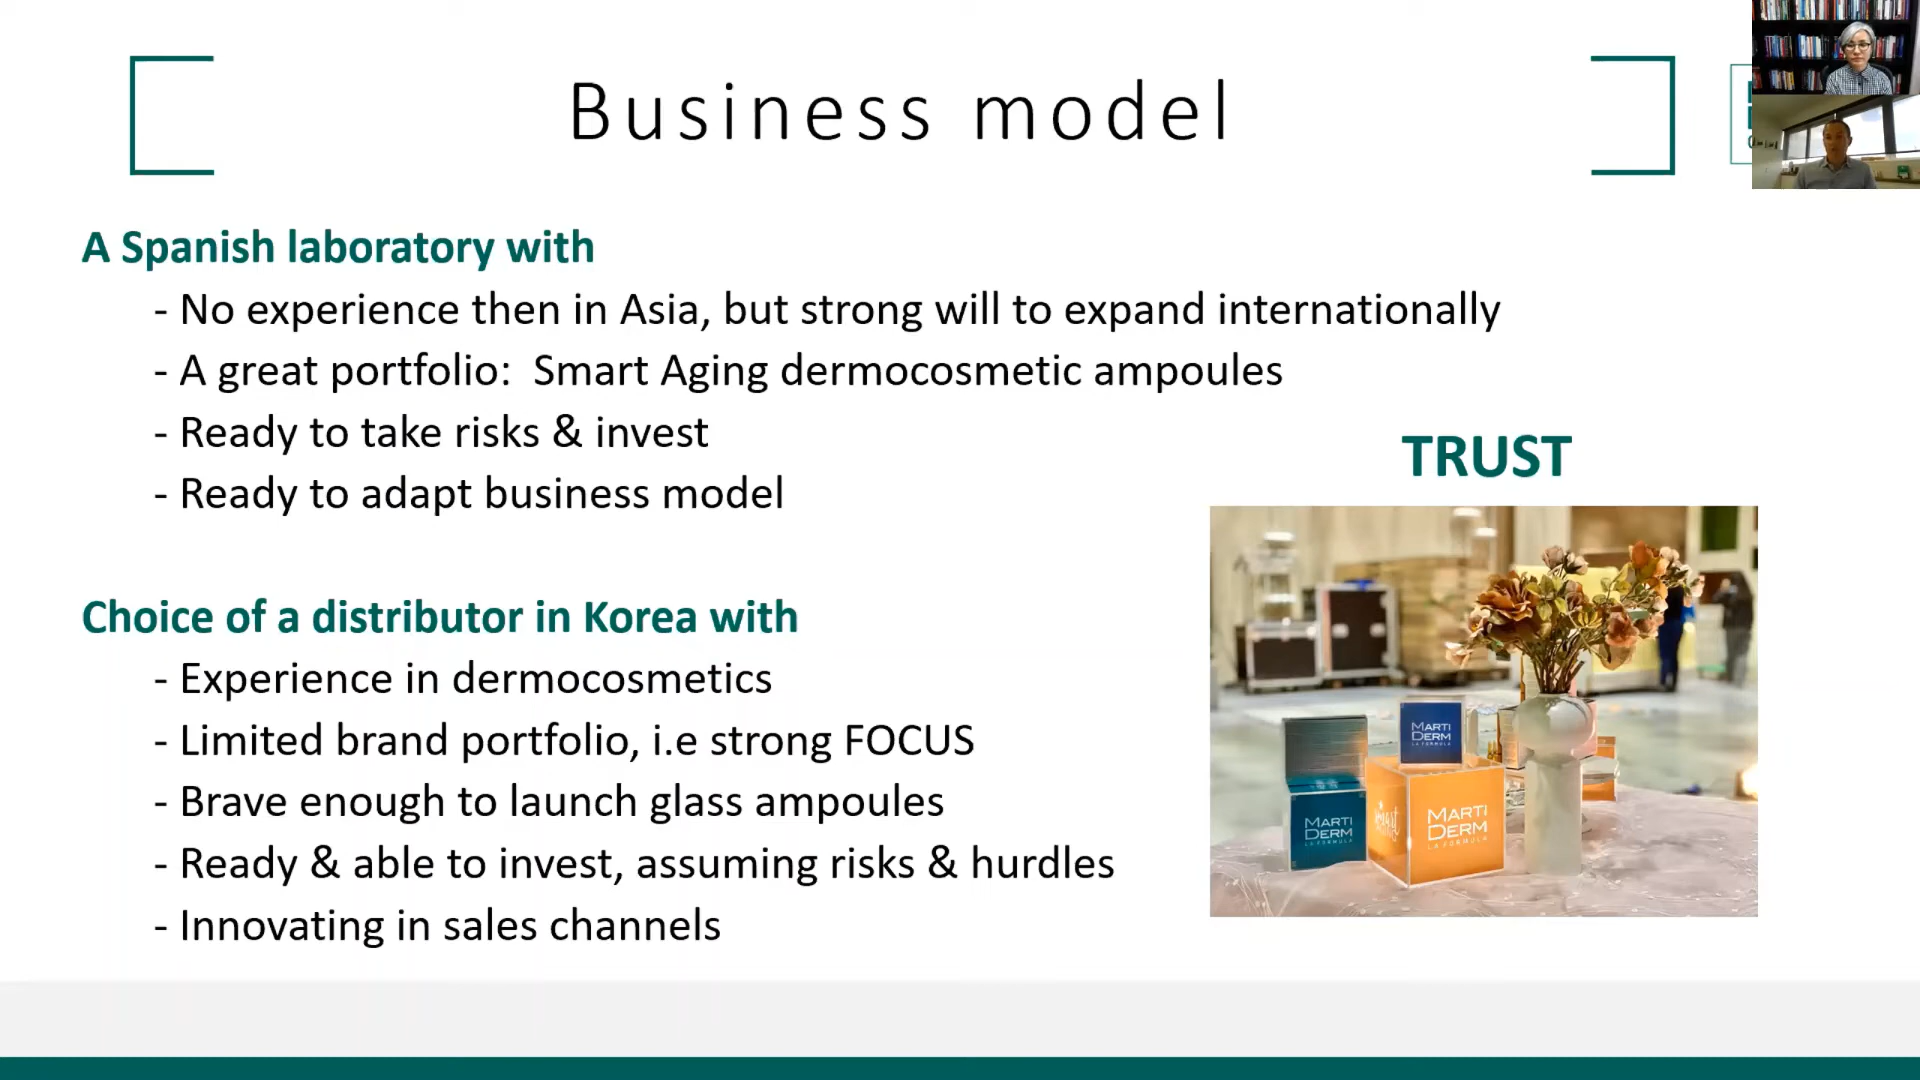 Business model
A Spanish laboratory with
- No experience then in Asia, but strong will to expand internationally
- A great portfolio: Smart Aging dermocosmetic ampoules
- Ready to take risks & invest
- Ready to adapt business model
TRUST
Choice of a distributor in Korea with
- Experience in dermocosmetics
- Limited brand portfolio, i.e strong FOCUS
- Brave enough to launch glass ampoules
- Ready & able to invest, assuming risks & hurdles
- Innovating in sales channels
MARTI
DERM
LA FORMULA
MARTI
DERM
LA FORMULA
MARTI
DERM
LA FORMULA